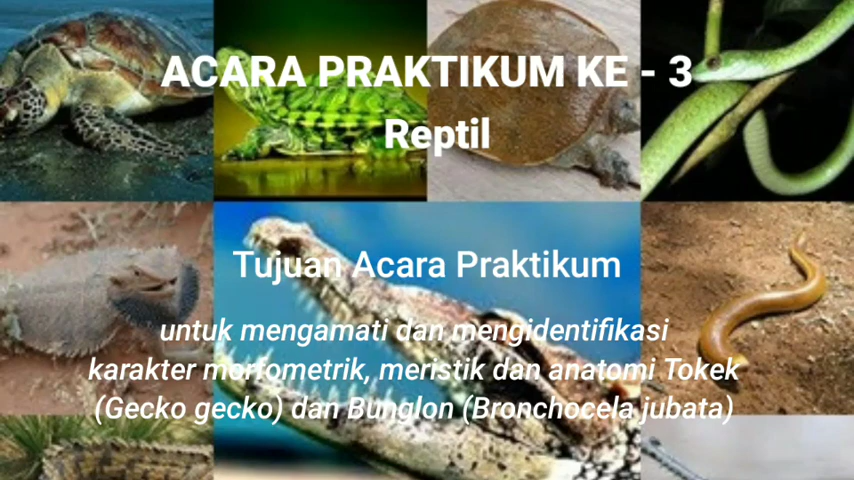 ACARA PRAKTIKUM KE - 3
Reptil
Tujuan Acara Praktikum
untuk mengamati dan mengidentifikasi
karakter morfometrik, meristik dan anatomi Tokek
(Gecko gecko) dan Bunglon (Bronchocela jubata)